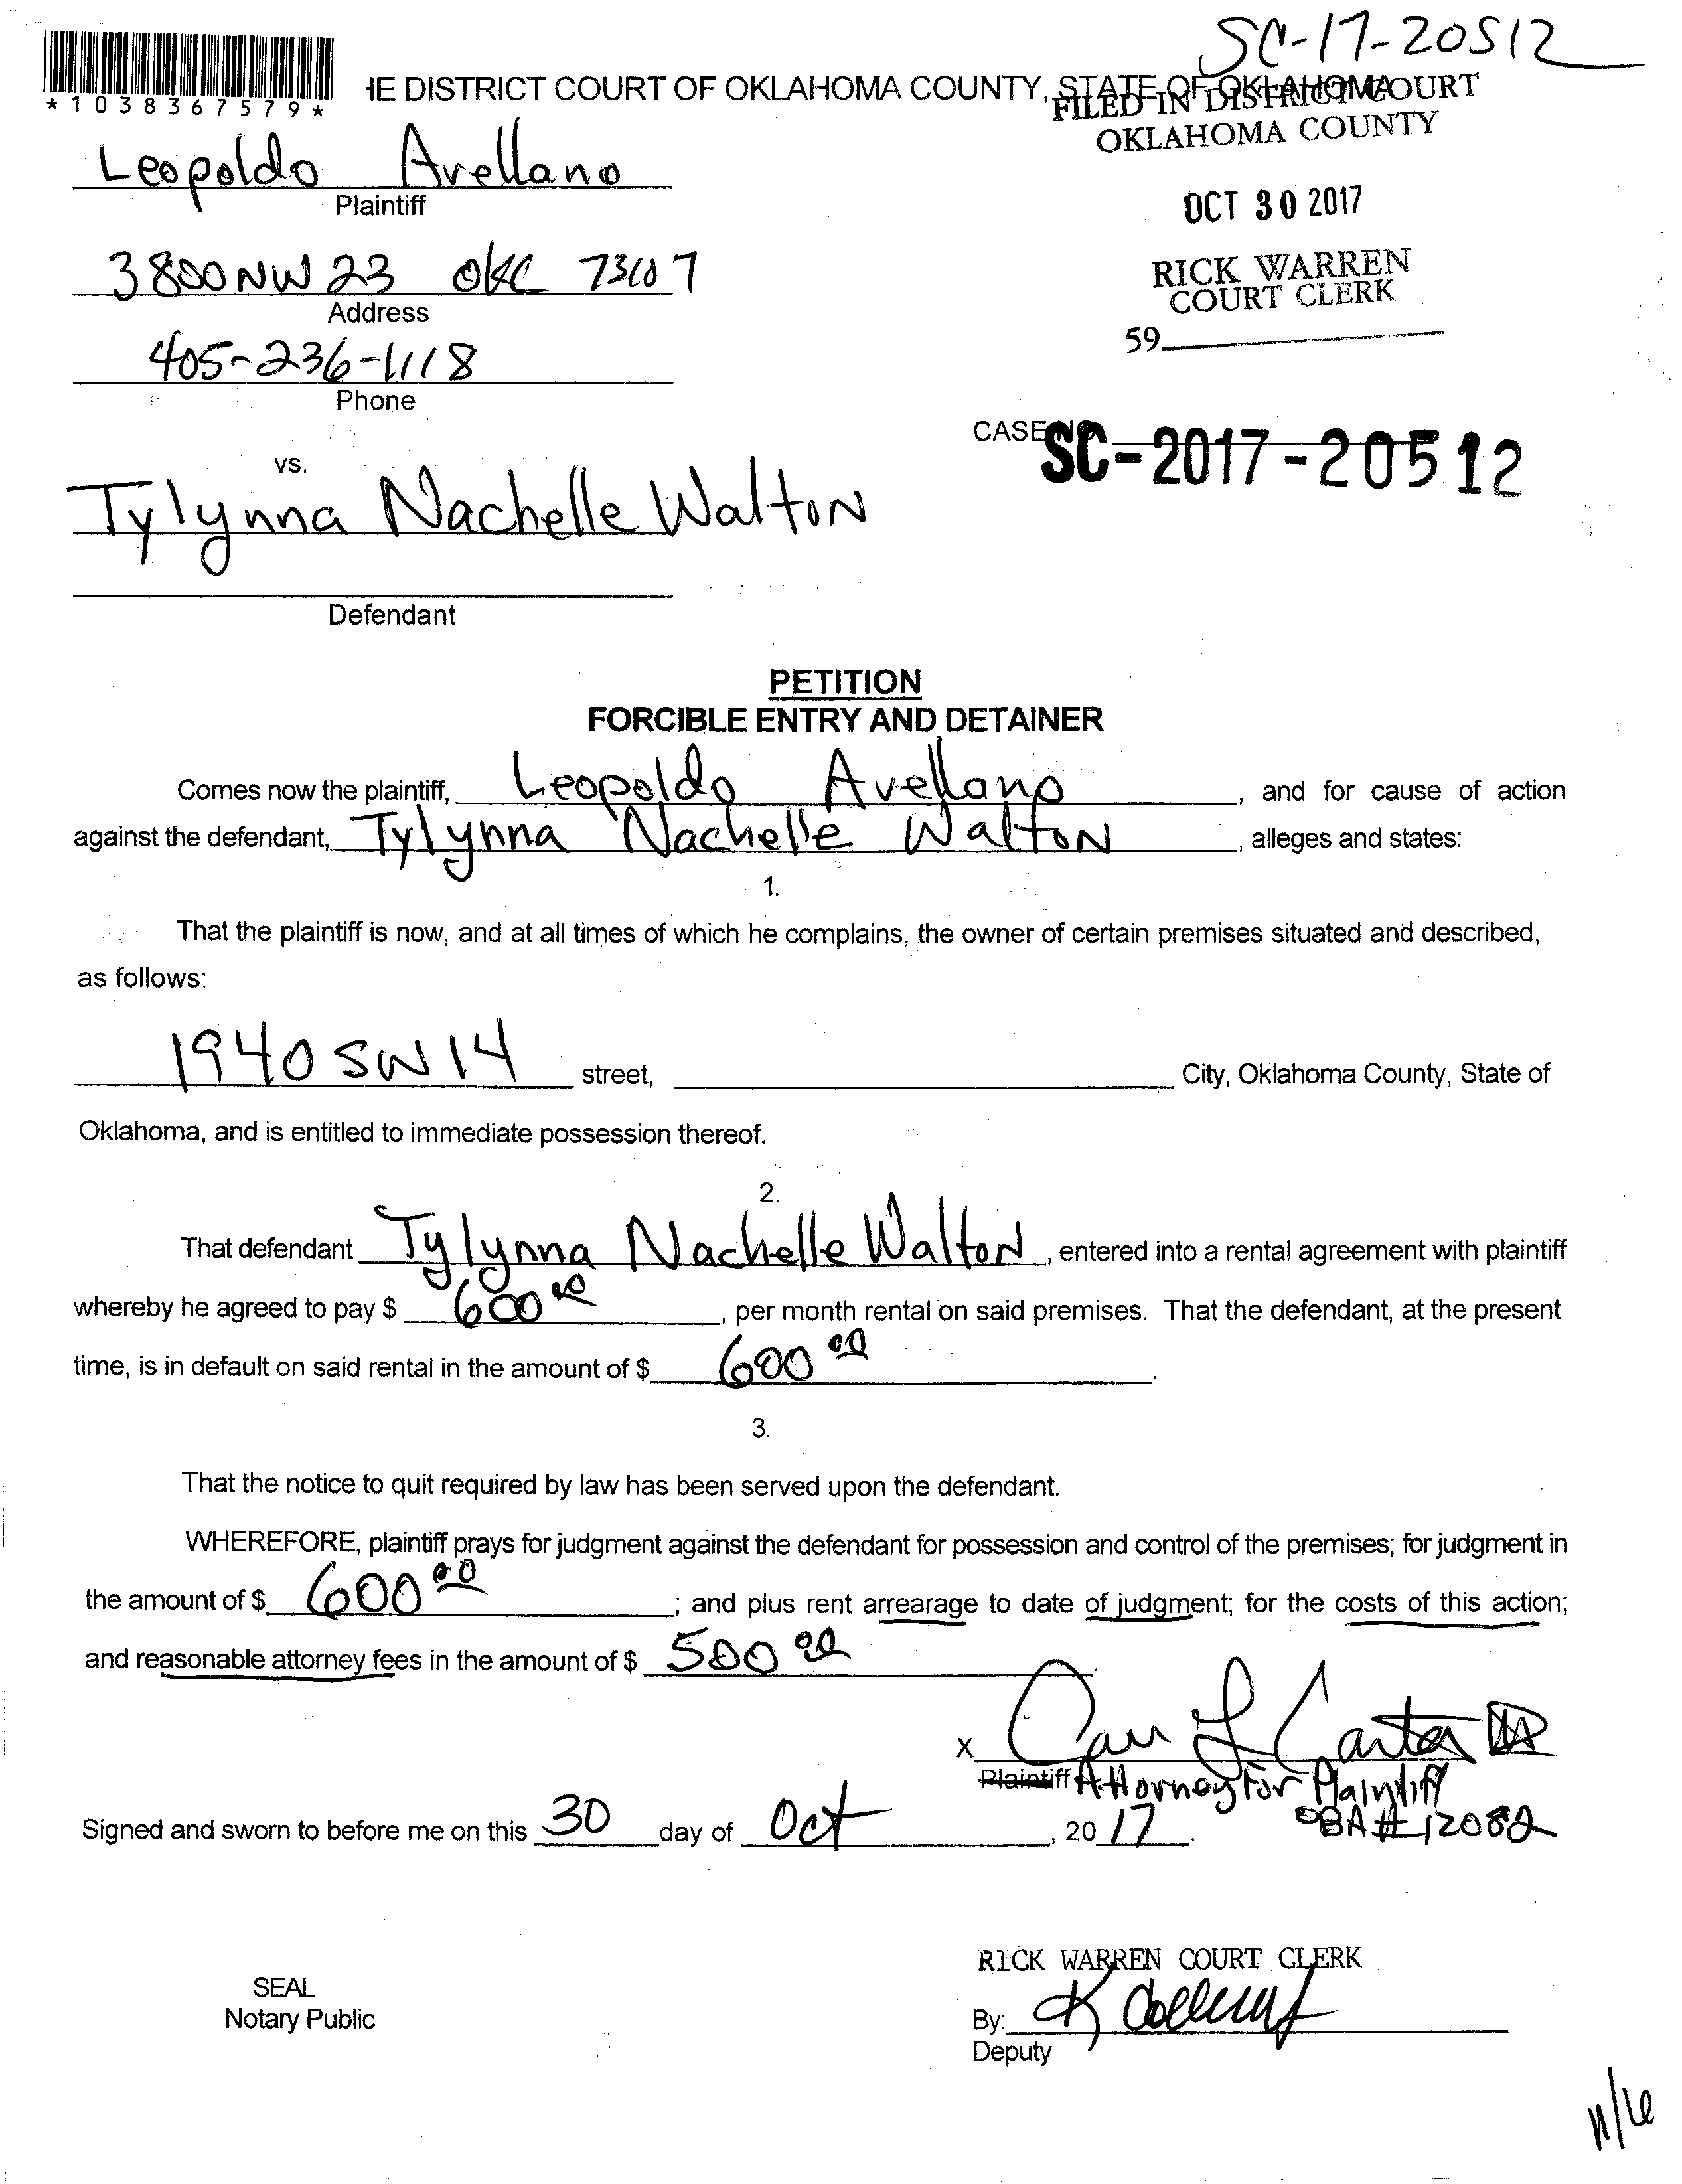 SC-17-20512
*1038367579*
IE DISTRICT COURT OF OKLAHOMA COUNTY, STATE OF OKLAHOMA
FILED IN DISTRICT COURT
OKLAHOMA COUNTY
OCT 30 2017
RICK WARREN
COURT CLERK
59
Leopoldo Arellano
Plaintiff
3800 NW 23 OKC 73107
Address
405-236-1118
Phone
CASE NO.
SC-2017-20512
vs.
Tylynna Nachelle Walton
Defendant
PETITION
FORCIBLE ENTRY AND DETAINER
Comes now the plaintiff, Leopoldo Arellano, and for cause of action
against the defendant, Tylynna Nachelle Walton, alleges and states:
1.
That the plaintiff is now, and at all times of which he complains, the owner of certain premises situated and described,
as follows:
1940 SW 14 street, City, Oklahoma County, State of
Oklahoma, and is entitled to immediate possession thereof.
2.
That defendant Tylynna Nachelle Walton, entered into a rental agreement with plaintiff
whereby he agreed to pay $ 600 00, per month rental on said premises. That the defendant, at the present
time, is in default on said rental in the amount of $ 600 00.
3.
That the notice to quit required by law has been served upon the defendant.
WHEREFORE, plaintiff prays for judgment against the defendant for possession and control of the premises; for judgment in
the amount of $ 600 00; and plus rent arrearage to date of judgment; for the costs of this action;
and reasonable attorney fees in the amount of $ 500 00.
X
Plaintiff Attorney for Plaintiff
OBA# 12082
Signed and sworn to before me on this 30 day of Oct, 20 17.
SEAL
Notary Public
RICK WARREN COURT CLERK
By:
Deputy
11/16